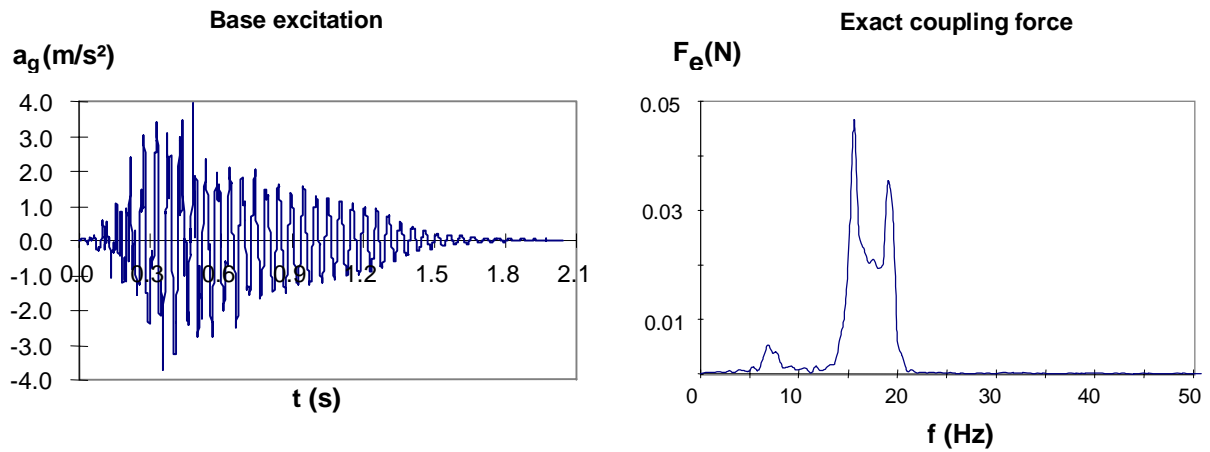 Base excitation
a_g (m/s²)
4.0
3.0
2.0
1.0
0.0
-1.0
-2.0
-3.0
-4.0
0.0 0.3 0.6 0.9 1.2 1.5 1.8 2.1
t (s)
Exact coupling force
F_e(N)
0.05
0.03
0.01
0 10 20 30 40 50
f (Hz)